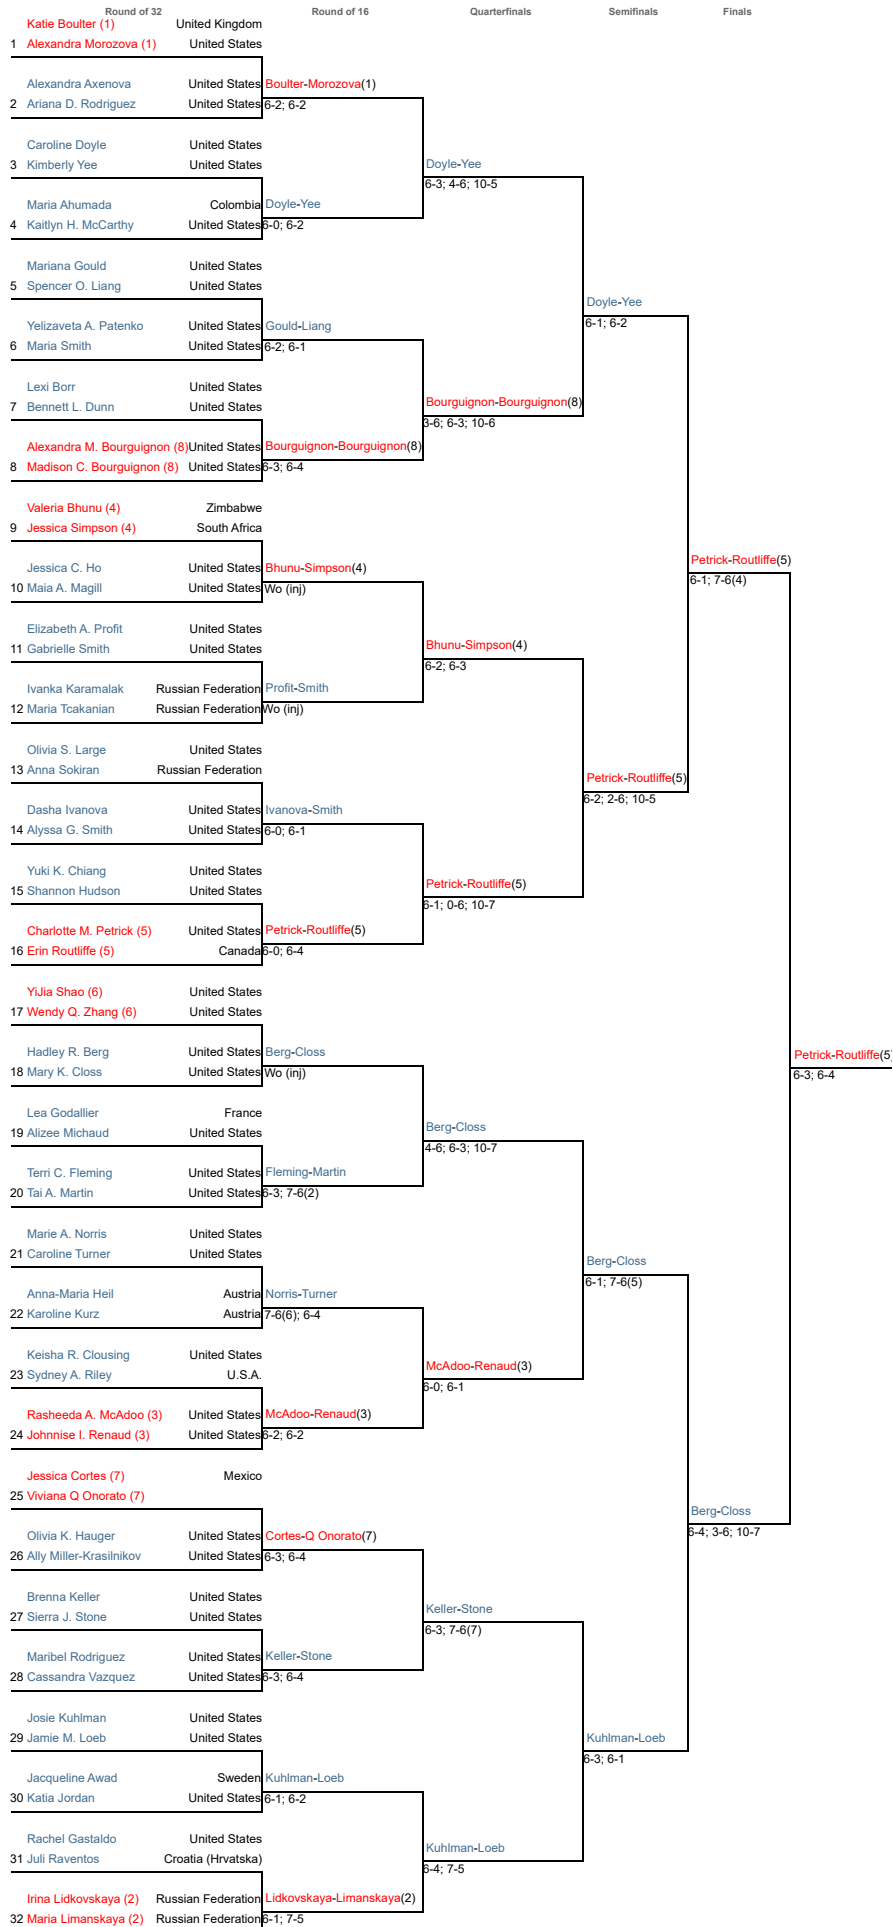 Round of 32 Round of 16 Quarterfinals Semifinals Finals
Katie Boulter (1) United Kingdom
1 Alexandra Morozova (1) United States
Alexandra Axenova United States Boulter-Morozova(1)
2 Ariana D. Rodriguez United States 6-2; 6-2
Caroline Doyle United States
3 Kimberly Yee United States Doyle-Yee
6-3; 4-6; 10-5
Maria Ahumada Colombia Doyle-Yee
4 Kaitlyn H. McCarthy United States 6-0; 6-2
Mariana Gould United States
5 Spencer O. Liang United States
Doyle-Yee
Yelizaveta A. Patenko United States Gould-Liang 6-1; 6-2
6 Maria Smith United States 6-2; 6-1
Lexi Borr United States
7 Bennett L. Dunn United States Bourguignon-Bourguignon(8)
3-6; 6-3; 10-6
Alexandra M. Bourguignon (8) United States Bourguignon-Bourguignon(8)
8 Madison C. Bourguignon (8) United States 6-3; 6-4
Valeria Bhunu (4) Zimbabwe
9 Jessica Simpson (4) South Africa
Petrick-Routliffe(5)
Jessica C. Ho United States Bhunu-Simpson(4) 6-1; 7-6(4)
10 Maia A. Magill United States Wo (inj)
Elizabeth A. Profit United States
11 Gabrielle Smith United States Bhunu-Simpson(4)
6-2; 6-3
Ivanka Karamalak Russian Federation Profit-Smith
12 Maria Tcakanian Russian Federation Wo (inj)
Olivia S. Large United States
13 Anna Sokiran Russian Federation
Petrick-Routliffe(5)
6-2; 2-6; 10-5
Dasha Ivanova United States Ivanova-Smith
14 Alyssa G. Smith United States 6-0; 6-1
Yuki K. Chiang United States
15 Shannon Hudson United States Petrick-Routliffe(5)
6-1; 0-6; 10-7
Charlotte M. Petrick (5) United States Petrick-Routliffe(5)
16 Erin Routliffe (5) Canada 6-0; 6-4
YiJia Shao (6) United States
17 Wendy Q. Zhang (6) United States
Hadley R. Berg United States Berg-Closs Petrick-Routliffe(5)
18 Mary K. Closs United States Wo (inj) 6-3; 6-4
Lea Godallier France
19 Alizee Michaud United States Berg-Closs
4-6; 6-3; 10-7
Terri C. Fleming United States Fleming-Martin
20 Tai A. Martin United States 6-3; 7-6(2)
Marie A. Norris United States
21 Caroline Turner United States
Berg-Closs
6-1; 7-6(5)
Anna-Maria Heil Austria Norris-Turner
22 Karoline Kurz Austria 7-6(6); 6-4
Keisha R. Clousing United States
23 Sydney A. Riley U.S.A. McAdoo-Renaud(3)
6-0; 6-1
Rasheeda A. McAdoo (3) United States McAdoo-Renaud(3)
24 Johnnise I. Renaud (3) United States 6-2; 6-2
Jessica Cortes (7) Mexico
25 Viviana Q Onorato (7)
Berg-Closs
6-4; 3-6; 10-7
Olivia K. Hauger United States Cortes-Q Onorato(7)
26 Ally Miller-Krasilnikov United States 6-3; 6-4
Brenna Keller United States
27 Sierra J. Stone United States Keller-Stone
6-3; 7-6(7)
Maribel Rodriguez United States Keller-Stone
28 Cassandra Vazquez United States 6-3; 6-4
Josie Kuhlman United States
29 Jamie M. Loeb United States Kuhlman-Loeb
6-3; 6-1
Jacqueline Awad Sweden Kuhlman-Loeb
30 Katia Jordan United States 6-1; 6-2
Rachel Gastaldo United States
31 Juli Raventos Croatia (Hrvatska) Kuhlman-Loeb
6-4; 7-5
Irina Lidkovskaya (2) Russian Federation Lidkovskaya-Limanskaya(2)
32 Maria Limanskaya (2) Russian Federation 6-1; 7-5